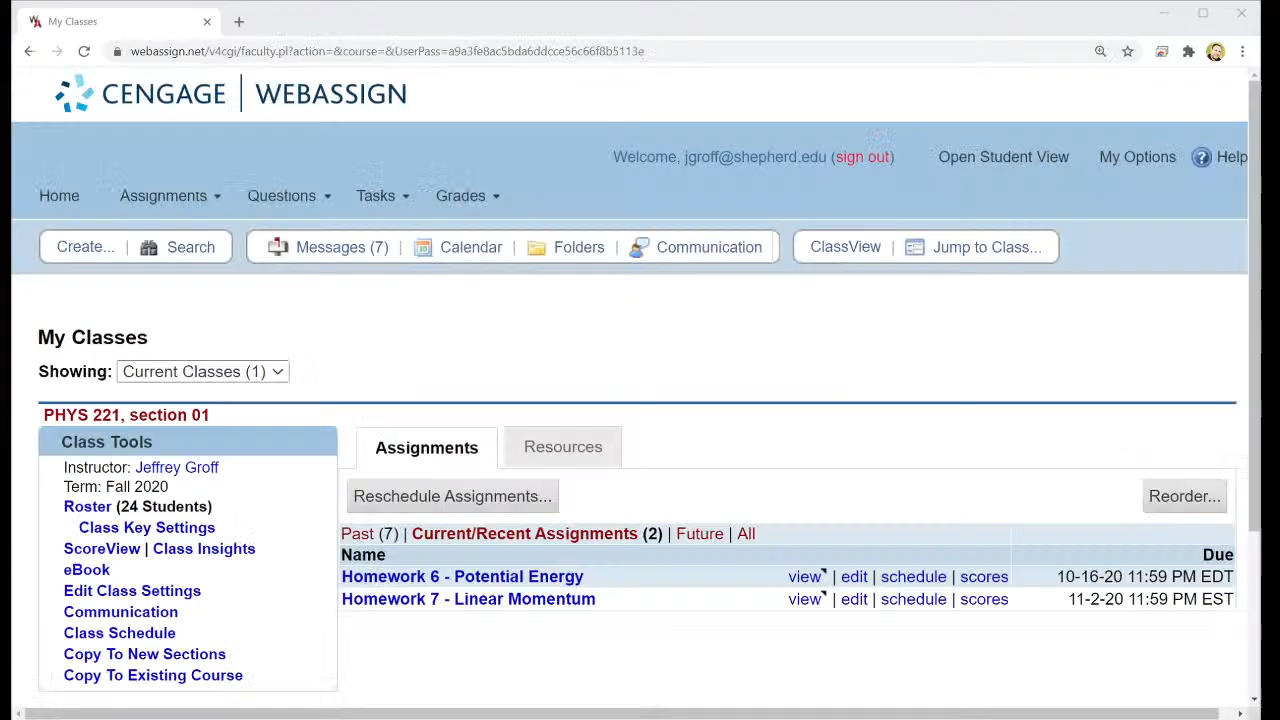 My Classes
webassign.net/v4cgi/faculty.pl?action=&course=&UserPass=a9a3fe8ac5bda6ddcce56c66f8b5113e
CENGAGE | WEBASSIGN
Welcome, jgroff@shepherd.edu (sign out) Open Student View My Options Help
Home Assignments Questions Tasks Grades
Create... | Search Messages (7) | Calendar | Folders | Communication ClassView | Jump to Class...
My Classes
Showing: Current Classes (1)
PHYS 221, section 01
Class Tools
Instructor: Jeffrey Groff
Term: Fall 2020
Roster (24 Students)
Class Key Settings
ScoreView | Class Insights
eBook
Edit Class Settings
Communication
Class Schedule
Copy To New Sections
Copy To Existing Course
Assignments Resources
Reschedule Assignments... Reorder...
Past (7) | Current/Recent Assignments (2) | Future | All
Name Due
Homework 6 - Potential Energy view | edit | schedule | scores 10-16-20 11:59 PM EDT
Homework 7 - Linear Momentum view | edit | schedule | scores 11-2-20 11:59 PM EST